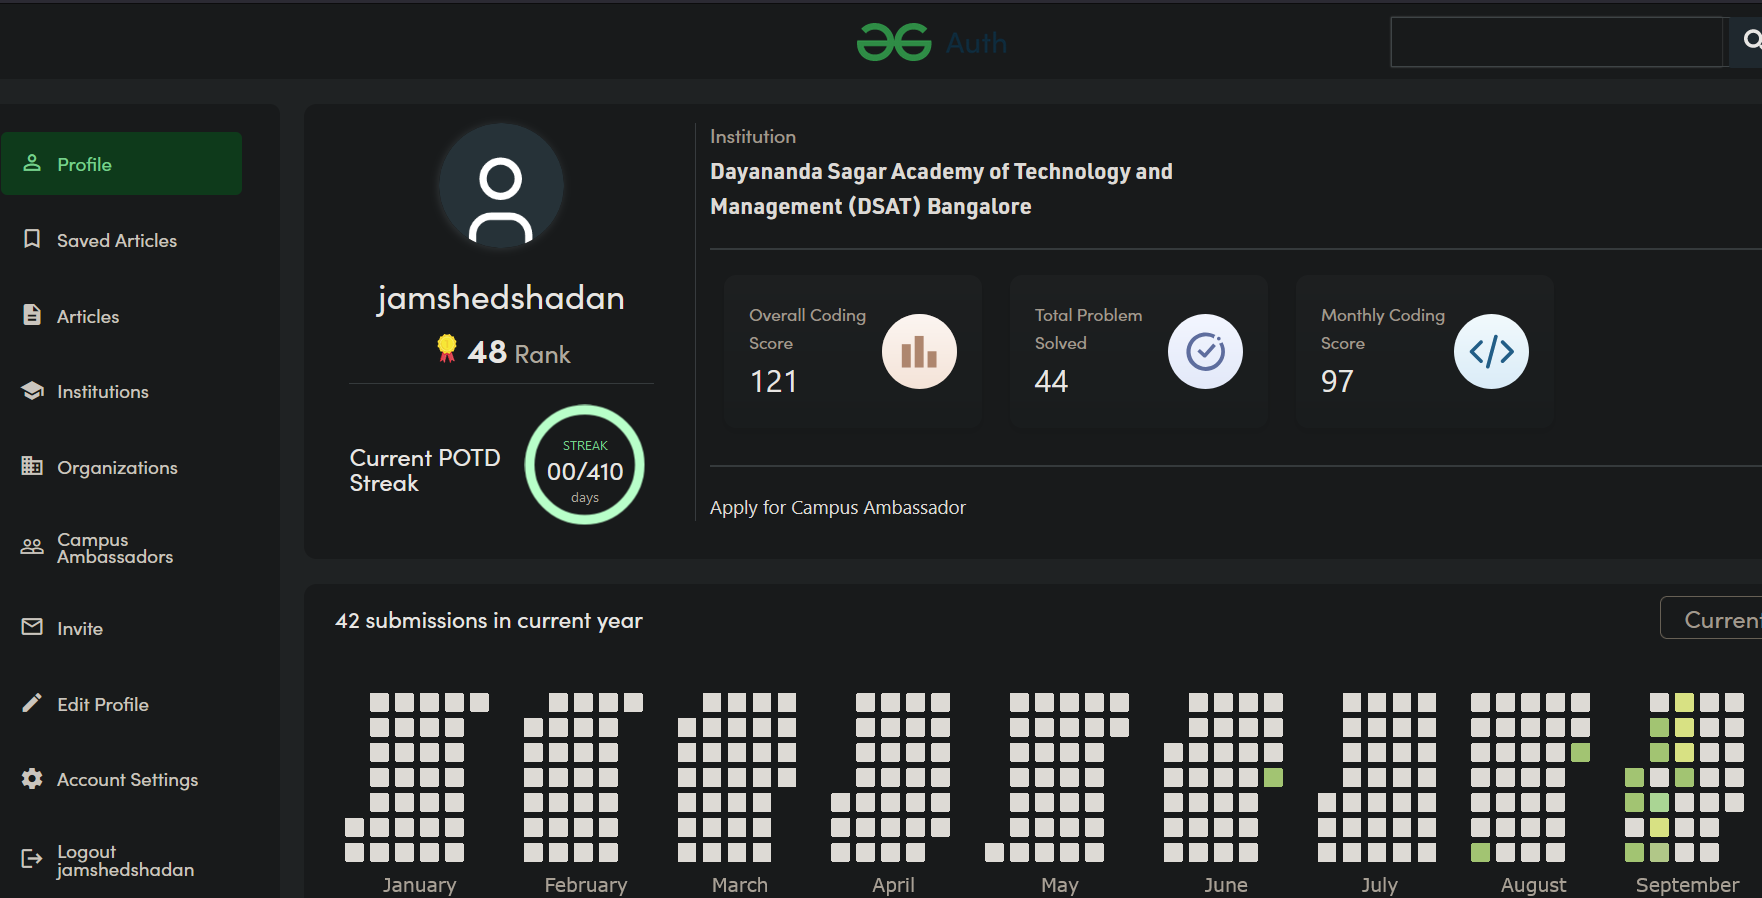 Auth
Profile
Saved Articles
Articles
Institutions
Organizations
Campus
Ambassadors
Invite
Edit Profile
Account Settings
Logout
jamshedshadan
jamshedshadan
48 Rank
Current POTD
Streak
STREAK
00/410
days
Institution
Dayananda Sagar Academy of Technology and
Management (DSAT) Bangalore
Overall Coding
Score
121
Total Problem
Solved
44
Monthly Coding
Score
97
Apply for Campus Ambassador
42 submissions in current year
Current
January February March April May June July August September